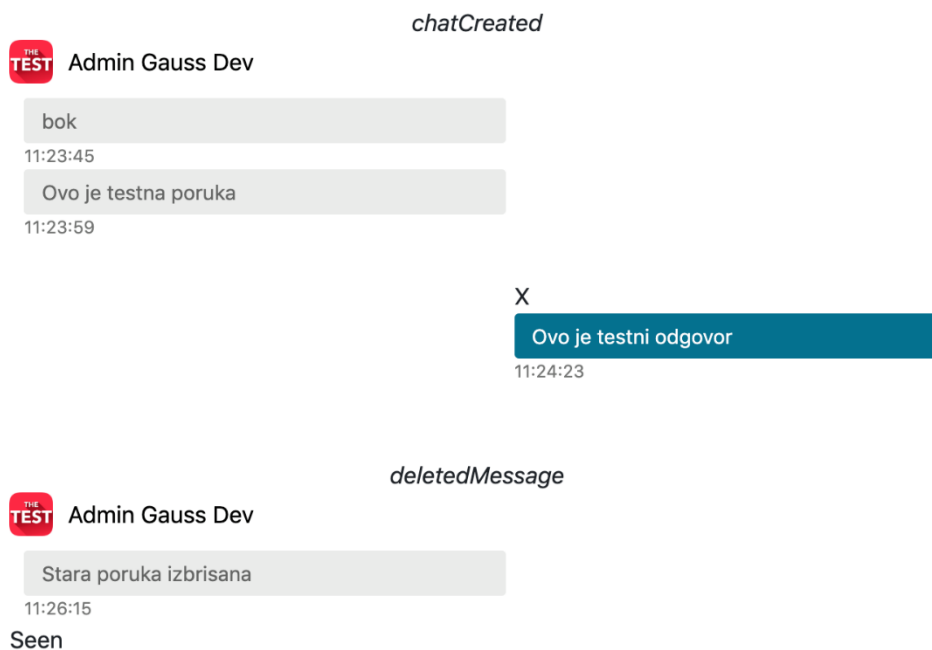 chatCreated
THE
TEST
Admin Gauss Dev
bok
11:23:45
Ovo je testna poruka
11:23:59
X
Ovo je testni odgovor
11:24:23
deletedMessage
THE
TEST
Admin Gauss Dev
Stara poruka izbrisana
11:26:15
Seen